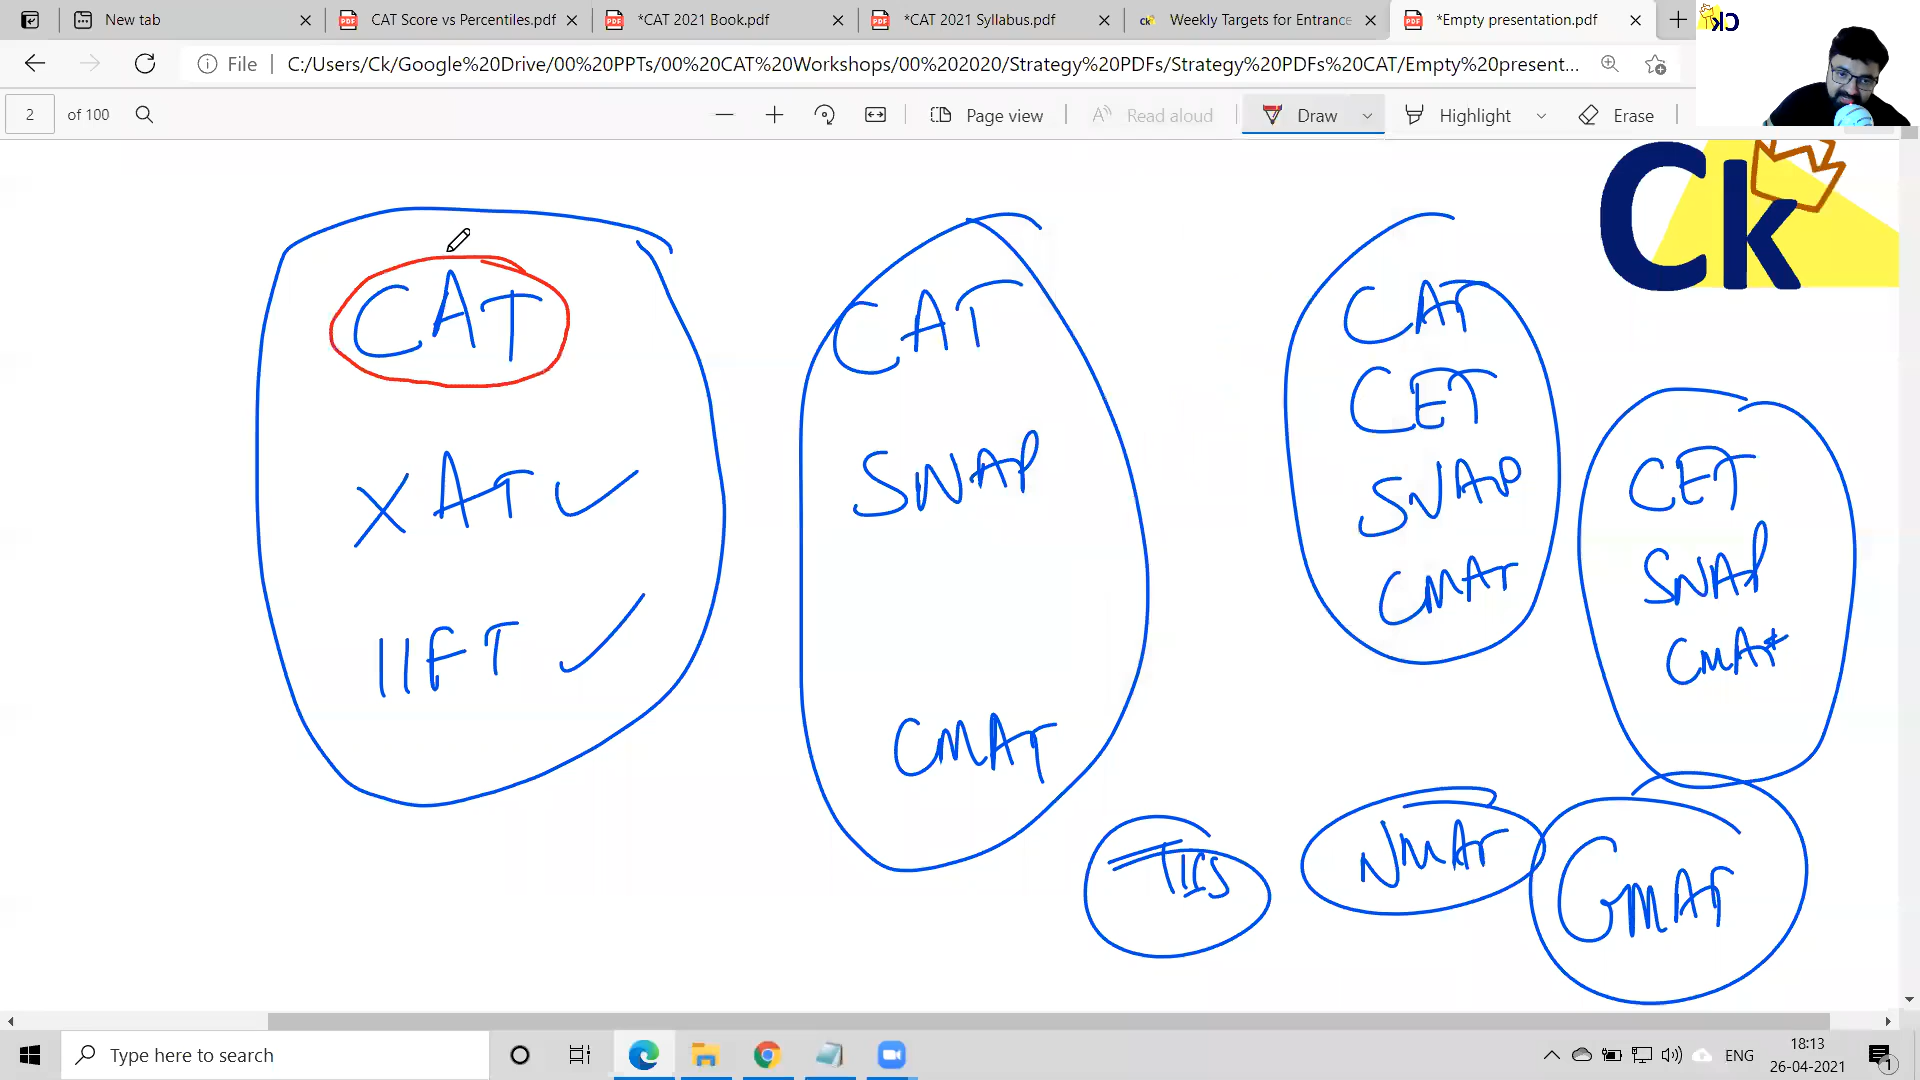 New tab
CAT Score vs Percentiles.pdf
*CAT 2021 Book.pdf
*CAT 2021 Syllabus.pdf
Weekly Targets for Entrance
*Empty presentation.pdf
File
C:/Users/Ck/Google%20Drive/00%20PPTs/00%20CAT%20Workshops/00%202020/Strategy%20PDFs/Strategy%20PDFs%20CAT/Empty%20present...
2 of 100
Page view
Read aloud
Draw
Highlight
Erase
Ck
Ck
CAT
XAT
IIFT
CAT
SNAP
CMAT
CAT
CET
SNAP
CMAT
CET
SNAP
CMAT
TISS
NMAT
GMAT
Type here to search
ENG
18:13
26-04-2021
1